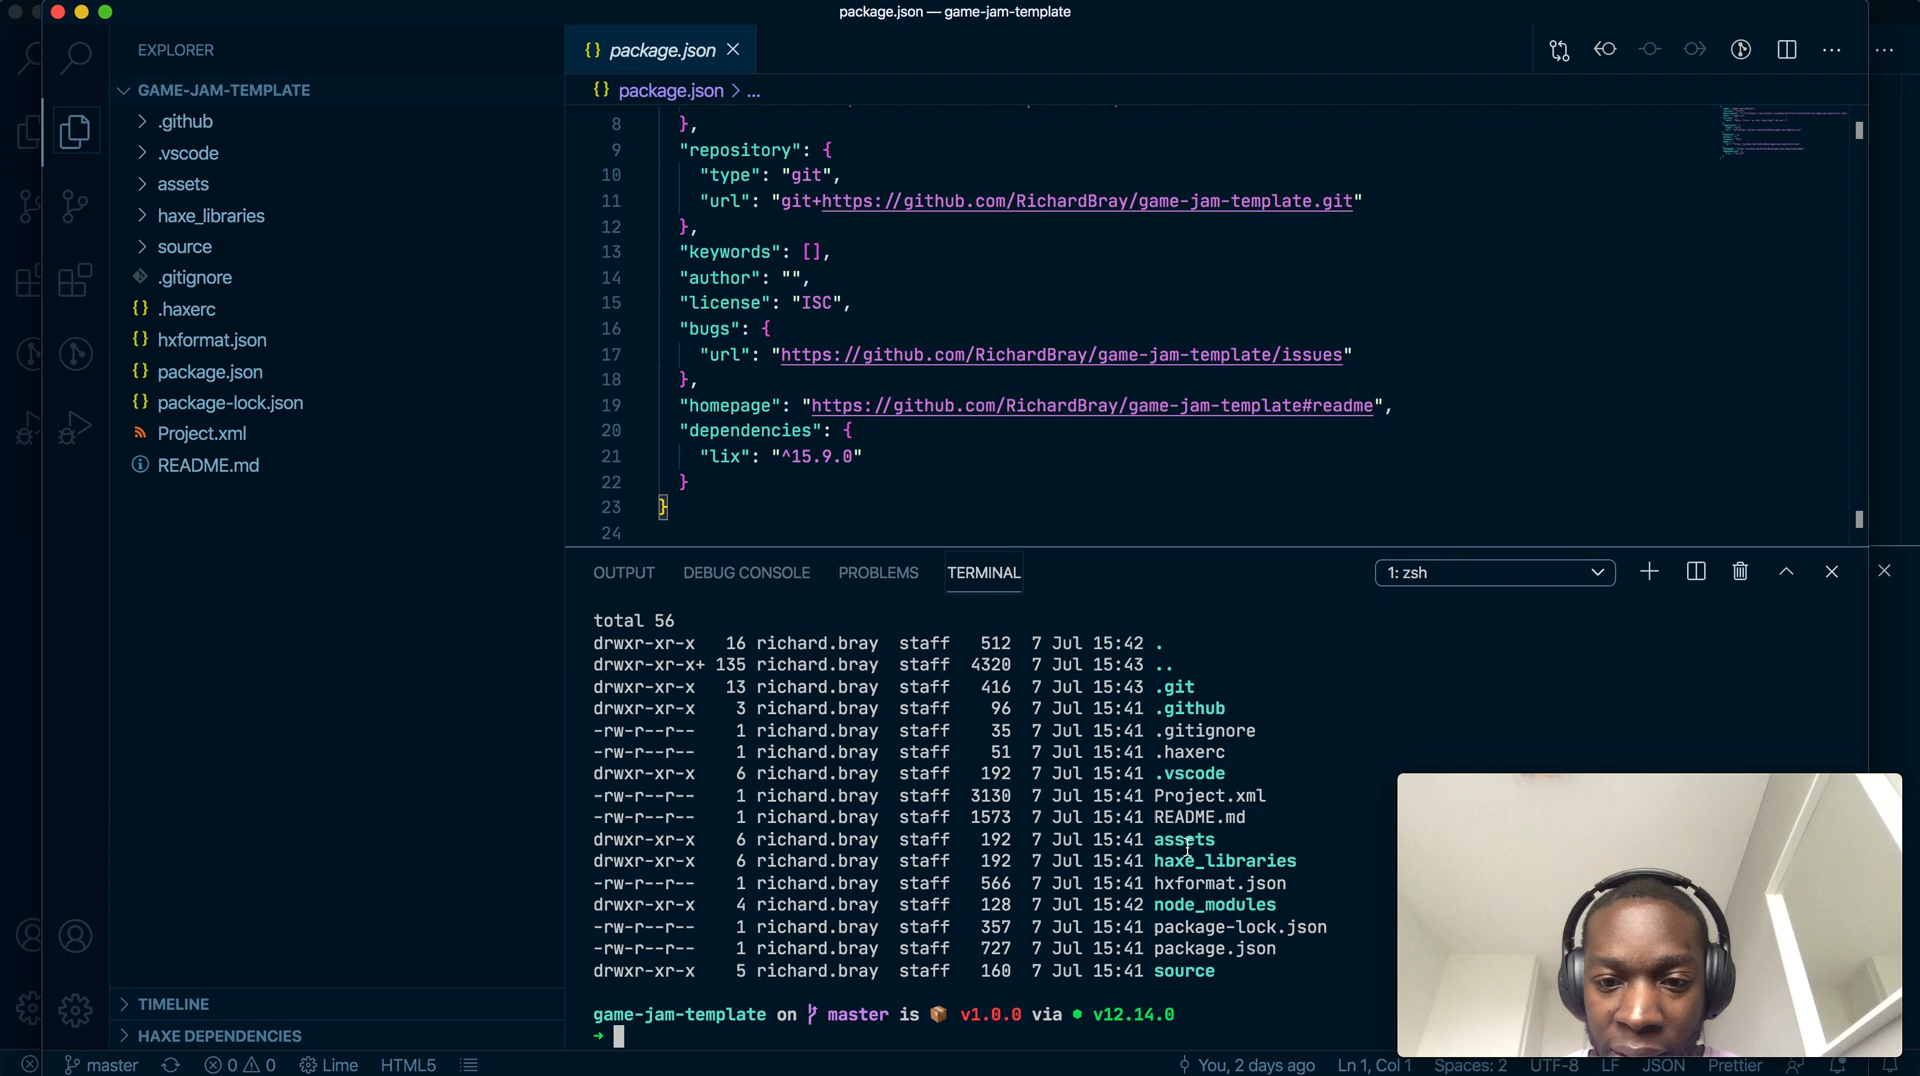 package.json — game-jam-template
EXPLORER
GAME-JAM-TEMPLATE
.github
.vscode
assets
haxe_libraries
source
.gitignore
.haxerc
hxformat.json
package.json
package-lock.json
Project.xml
README.md
TIMELINE
HAXE DEPENDENCIES
{} package.json
{} package.json > ...
8 },
9 "repository": {
10 "type": "git",
11 "url": "git+https://github.com/RichardBray/game-jam-template.git"
12 },
13 "keywords": [],
14 "author": "",
15 "license": "ISC",
16 "bugs": {
17 "url": "https://github.com/RichardBray/game-jam-template/issues"
18 },
19 "homepage": "https://github.com/RichardBray/game-jam-template#readme",
20 "dependencies": {
21 "lix": "^15.9.0"
22 }
23 }
24
OUTPUT DEBUG CONSOLE PROBLEMS TERMINAL 1: zsh
total 56
drwxr-xr-x 16 richard.bray staff 512 7 Jul 15:42 .
drwxr-xr-x+ 135 richard.bray staff 4320 7 Jul 15:43 ..
drwxr-xr-x 13 richard.bray staff 416 7 Jul 15:43 .git
drwxr-xr-x 3 richard.bray staff 96 7 Jul 15:41 .github
-rw-r--r-- 1 richard.bray staff 35 7 Jul 15:41 .gitignore
-rw-r--r-- 1 richard.bray staff 51 7 Jul 15:41 .haxerc
drwxr-xr-x 6 richard.bray staff 192 7 Jul 15:41 .vscode
-rw-r--r-- 1 richard.bray staff 3130 7 Jul 15:41 Project.xml
-rw-r--r-- 1 richard.bray staff 1573 7 Jul 15:41 README.md
drwxr-xr-x 6 richard.bray staff 192 7 Jul 15:41 assets
drwxr-xr-x 6 richard.bray staff 192 7 Jul 15:41 haxe_libraries
-rw-r--r-- 1 richard.bray staff 566 7 Jul 15:41 hxformat.json
drwxr-xr-x 4 richard.bray staff 128 7 Jul 15:42 node_modules
-rw-r--r-- 1 richard.bray staff 357 7 Jul 15:41 package-lock.json
-rw-r--r-- 1 richard.bray staff 727 7 Jul 15:41 package.json
drwxr-xr-x 5 richard.bray staff 160 7 Jul 15:41 source
game-jam-template on master is 📦 v1.0.0 via ● v12.14.0
➜
master 0 0 Lime HTML5 You, 2 days ago Ln 1, Col 1 Spaces: 2 UTF-8 LF JSON Prettier